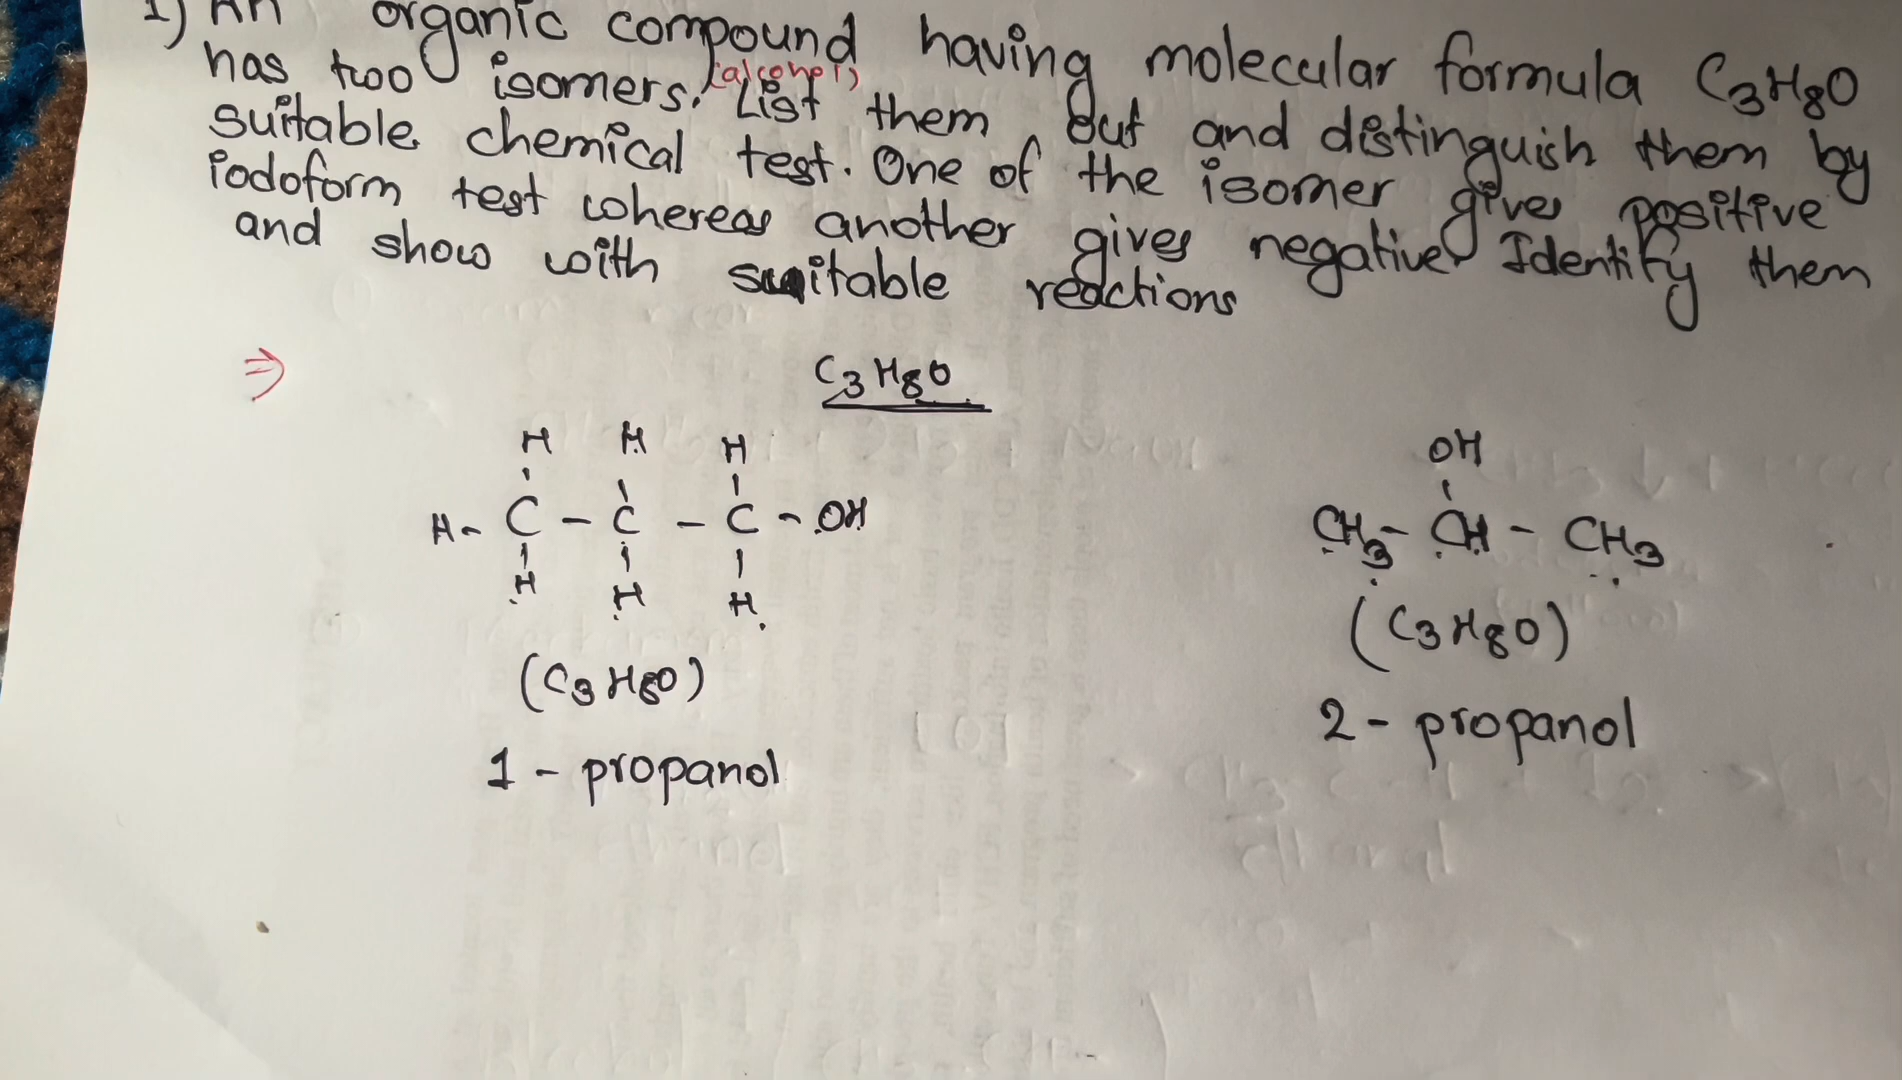 1) An organic compound having molecular formula C3H8O
has two isomers. (alcohol) List them out and distinguish them by
suitable chemical test. One of the isomer gives positive
iodoform test whereas another gives negative. Identify them
and show with suitable reactions
⇒
C3H8O
H H H
H - C - C - C - OH
H H H
(C3H8O)
1 - propanol
OH
CH3 - CH - CH3
(C3H8O)
2 - propanol